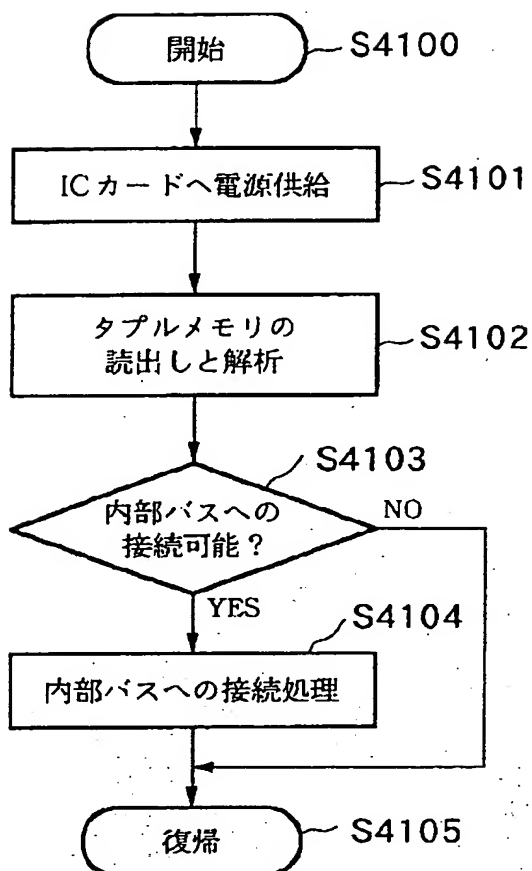 開始
S4100
ICカードへ電源供給
S4101
タプルメモリの
読出しと解析
S4102
S4103
内部バスへの
接続可能?
NO
YES
S4104
内部バスへの接続処理
復帰
S4105